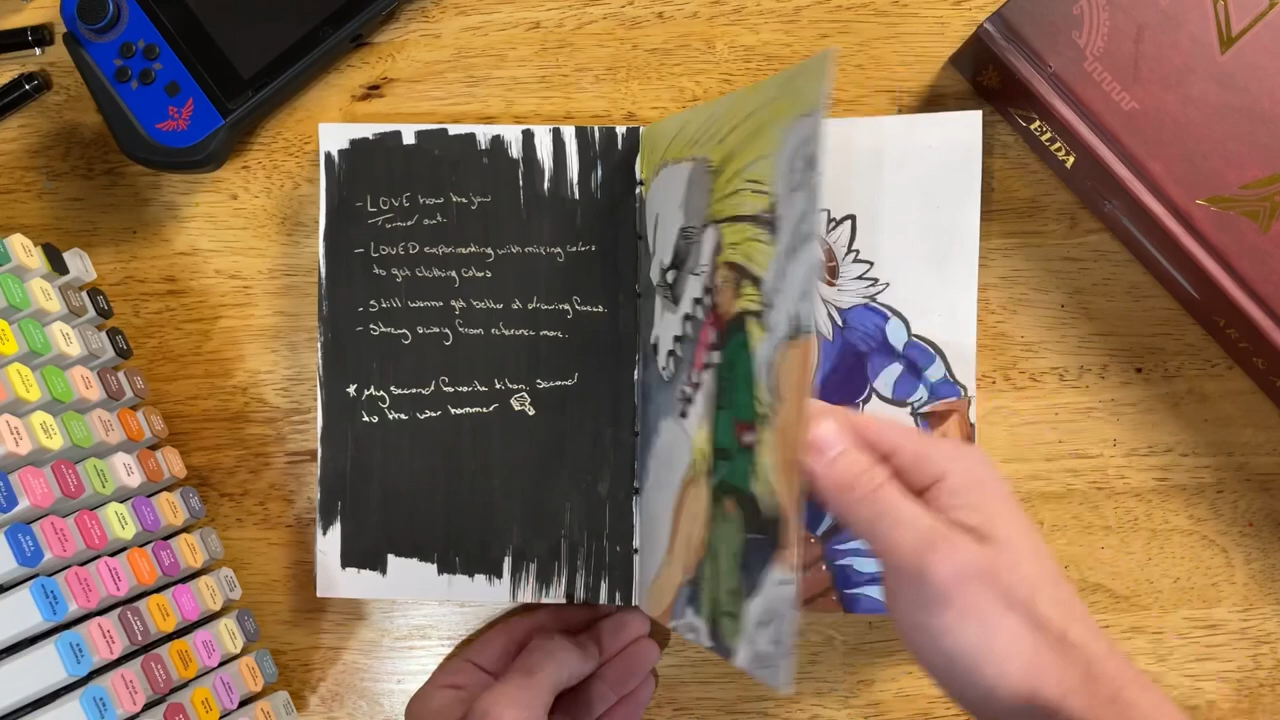 - LOVE how the jaw
Turned out.
- LOVED experimenting with mixing colors
to get clothing colors
- Still wanna get better at drawing faces.
- Stray away from reference more.
* My second favorite titan, second
to the war hammer
ZELDA
ART &